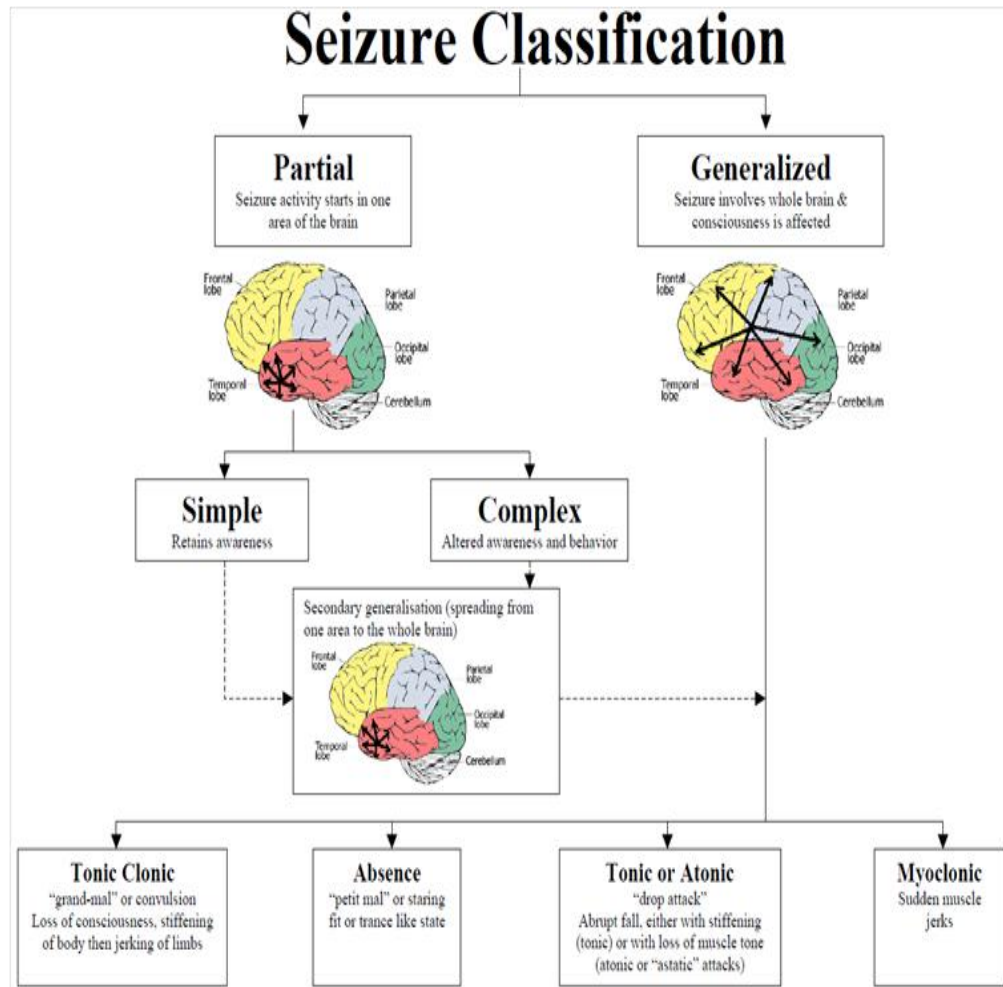 Seizure Classification
Partial
Seizure activity starts in one
area of the brain
Generalized
Seizure involves whole brain &
consciousness is affected
Frontal
lobe
Parietal
lobe
Occipital
lobe
Temporal
lobe
Cerebellum
Frontal
lobe
Parietal
lobe
Occipital
lobe
Temporal
lobe
Cerebellum
Simple
Retains awareness
Complex
Altered awareness and behavior
Secondary generalisation (spreading from
one area to the whole brain)
Frontal
lobe
Parietal
lobe
Occipital
lobe
Temporal
lobe
Cerebellum
Tonic Clonic
“grand-mal” or convulsion
Loss of consciousness, stiffening
of body then jerking of limbs
Absence
“petit mal” or staring
fit or trance like state
Tonic or Atonic
“drop attack”
Abrupt fall, either with stiffening
(tonic) or with loss of muscle tone
(atonic or “astatic” attacks)
Myoclonic
Sudden muscle
jerks